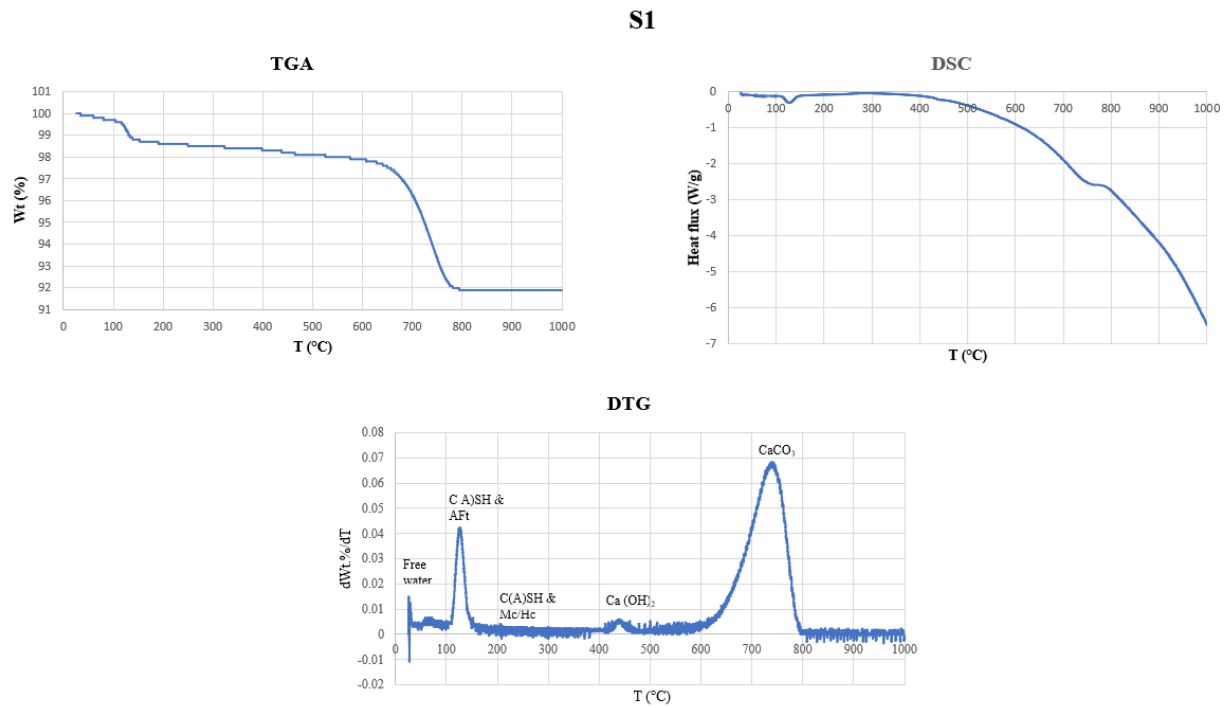 S1
TGA
100
99
98
97
96
95
94
93
92
91
0 100 200 300 400 500 600 700 800 900 1000
Wt (%)
T (°C)
DSC
0
-1
-2
-3
-4
-5
-6
-7
0 100 200 300 400 500 600 700 800 900 1000
Heat flux (W/g)
T (°C)
DTG
0.08
0.07
0.06
0.05
0.04
0.03
0.02
0.01
0
-0.01
-0.02
0 100 200 300 400 500 600 700 800 900 1000
dWt.%/dT
T (°C)
Free
water
C A)SH &
AFt
C(A)SH &
Mc/Hc
Ca (OH)₂
CaCO₃